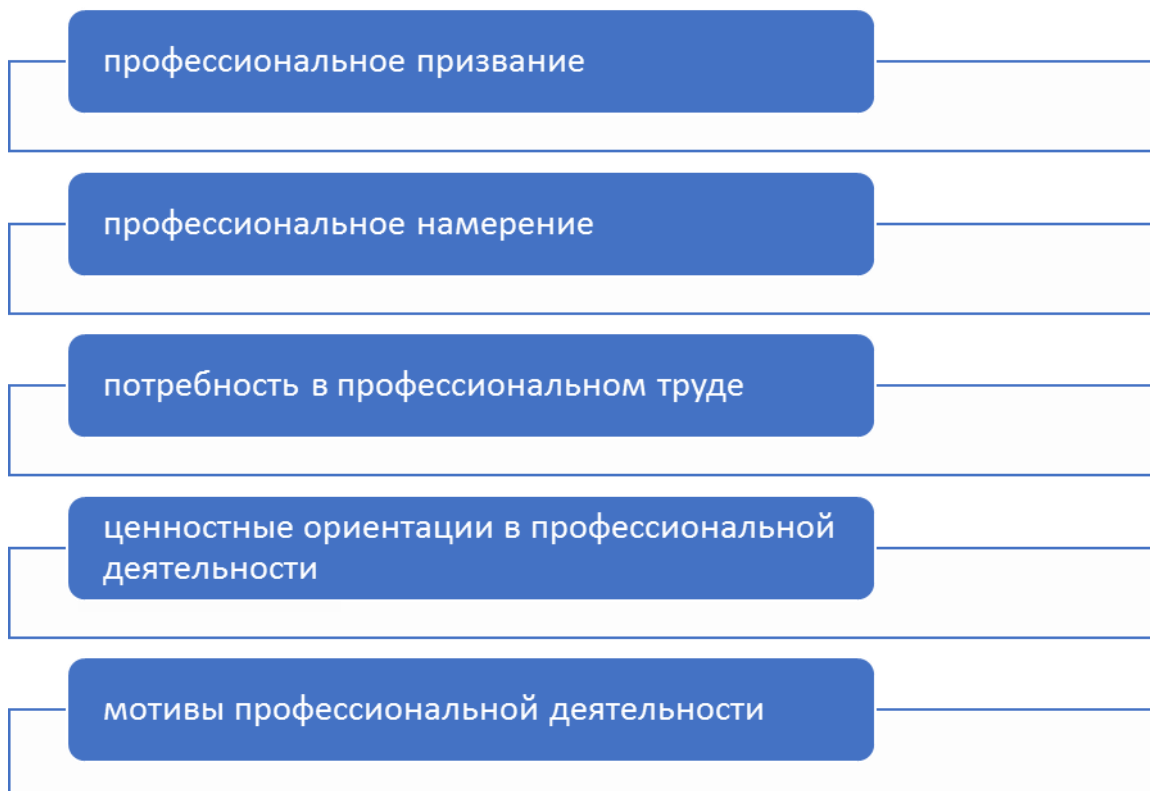 профессиональное призвание
профессиональное намерение
потребность в профессиональном труде
ценностные ориентации в профессиональной
деятельности
мотивы профессиональной деятельности